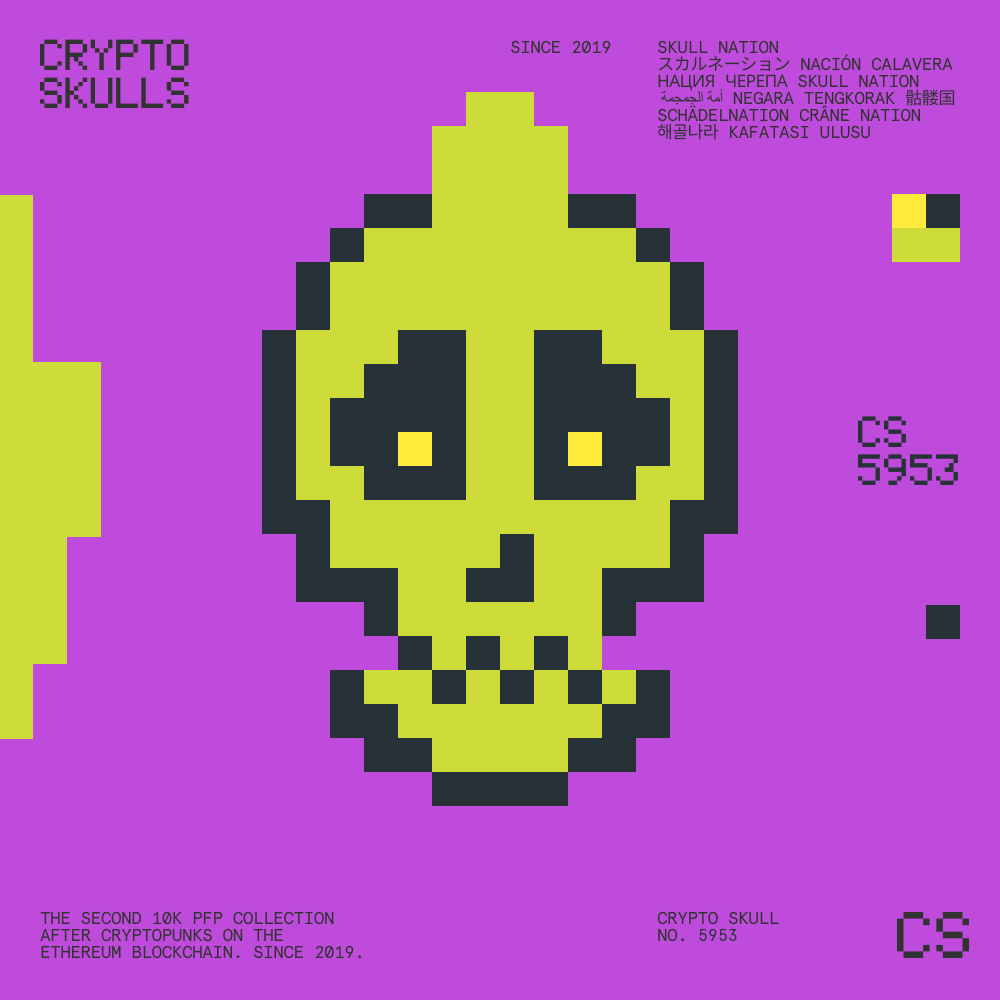 CRYPTO
SKULLS
SINCE 2019
SKULL NATION
スカルネーション NACIÓN CALAVERA
НАЦИЯ ЧЕРЕПА SKULL NATION
أمة الجمجمة NEGARA TENGKORAK 骷髅国
SCHÄDELNATION CRÂNE NATION
해골나라 KAFATASI ULUSU
CS
5953
THE SECOND 10K PFP COLLECTION
AFTER CRYPTOPUNKS ON THE
ETHEREUM BLOCKCHAIN. SINCE 2019.
CRYPTO SKULL
NO. 5953
CS